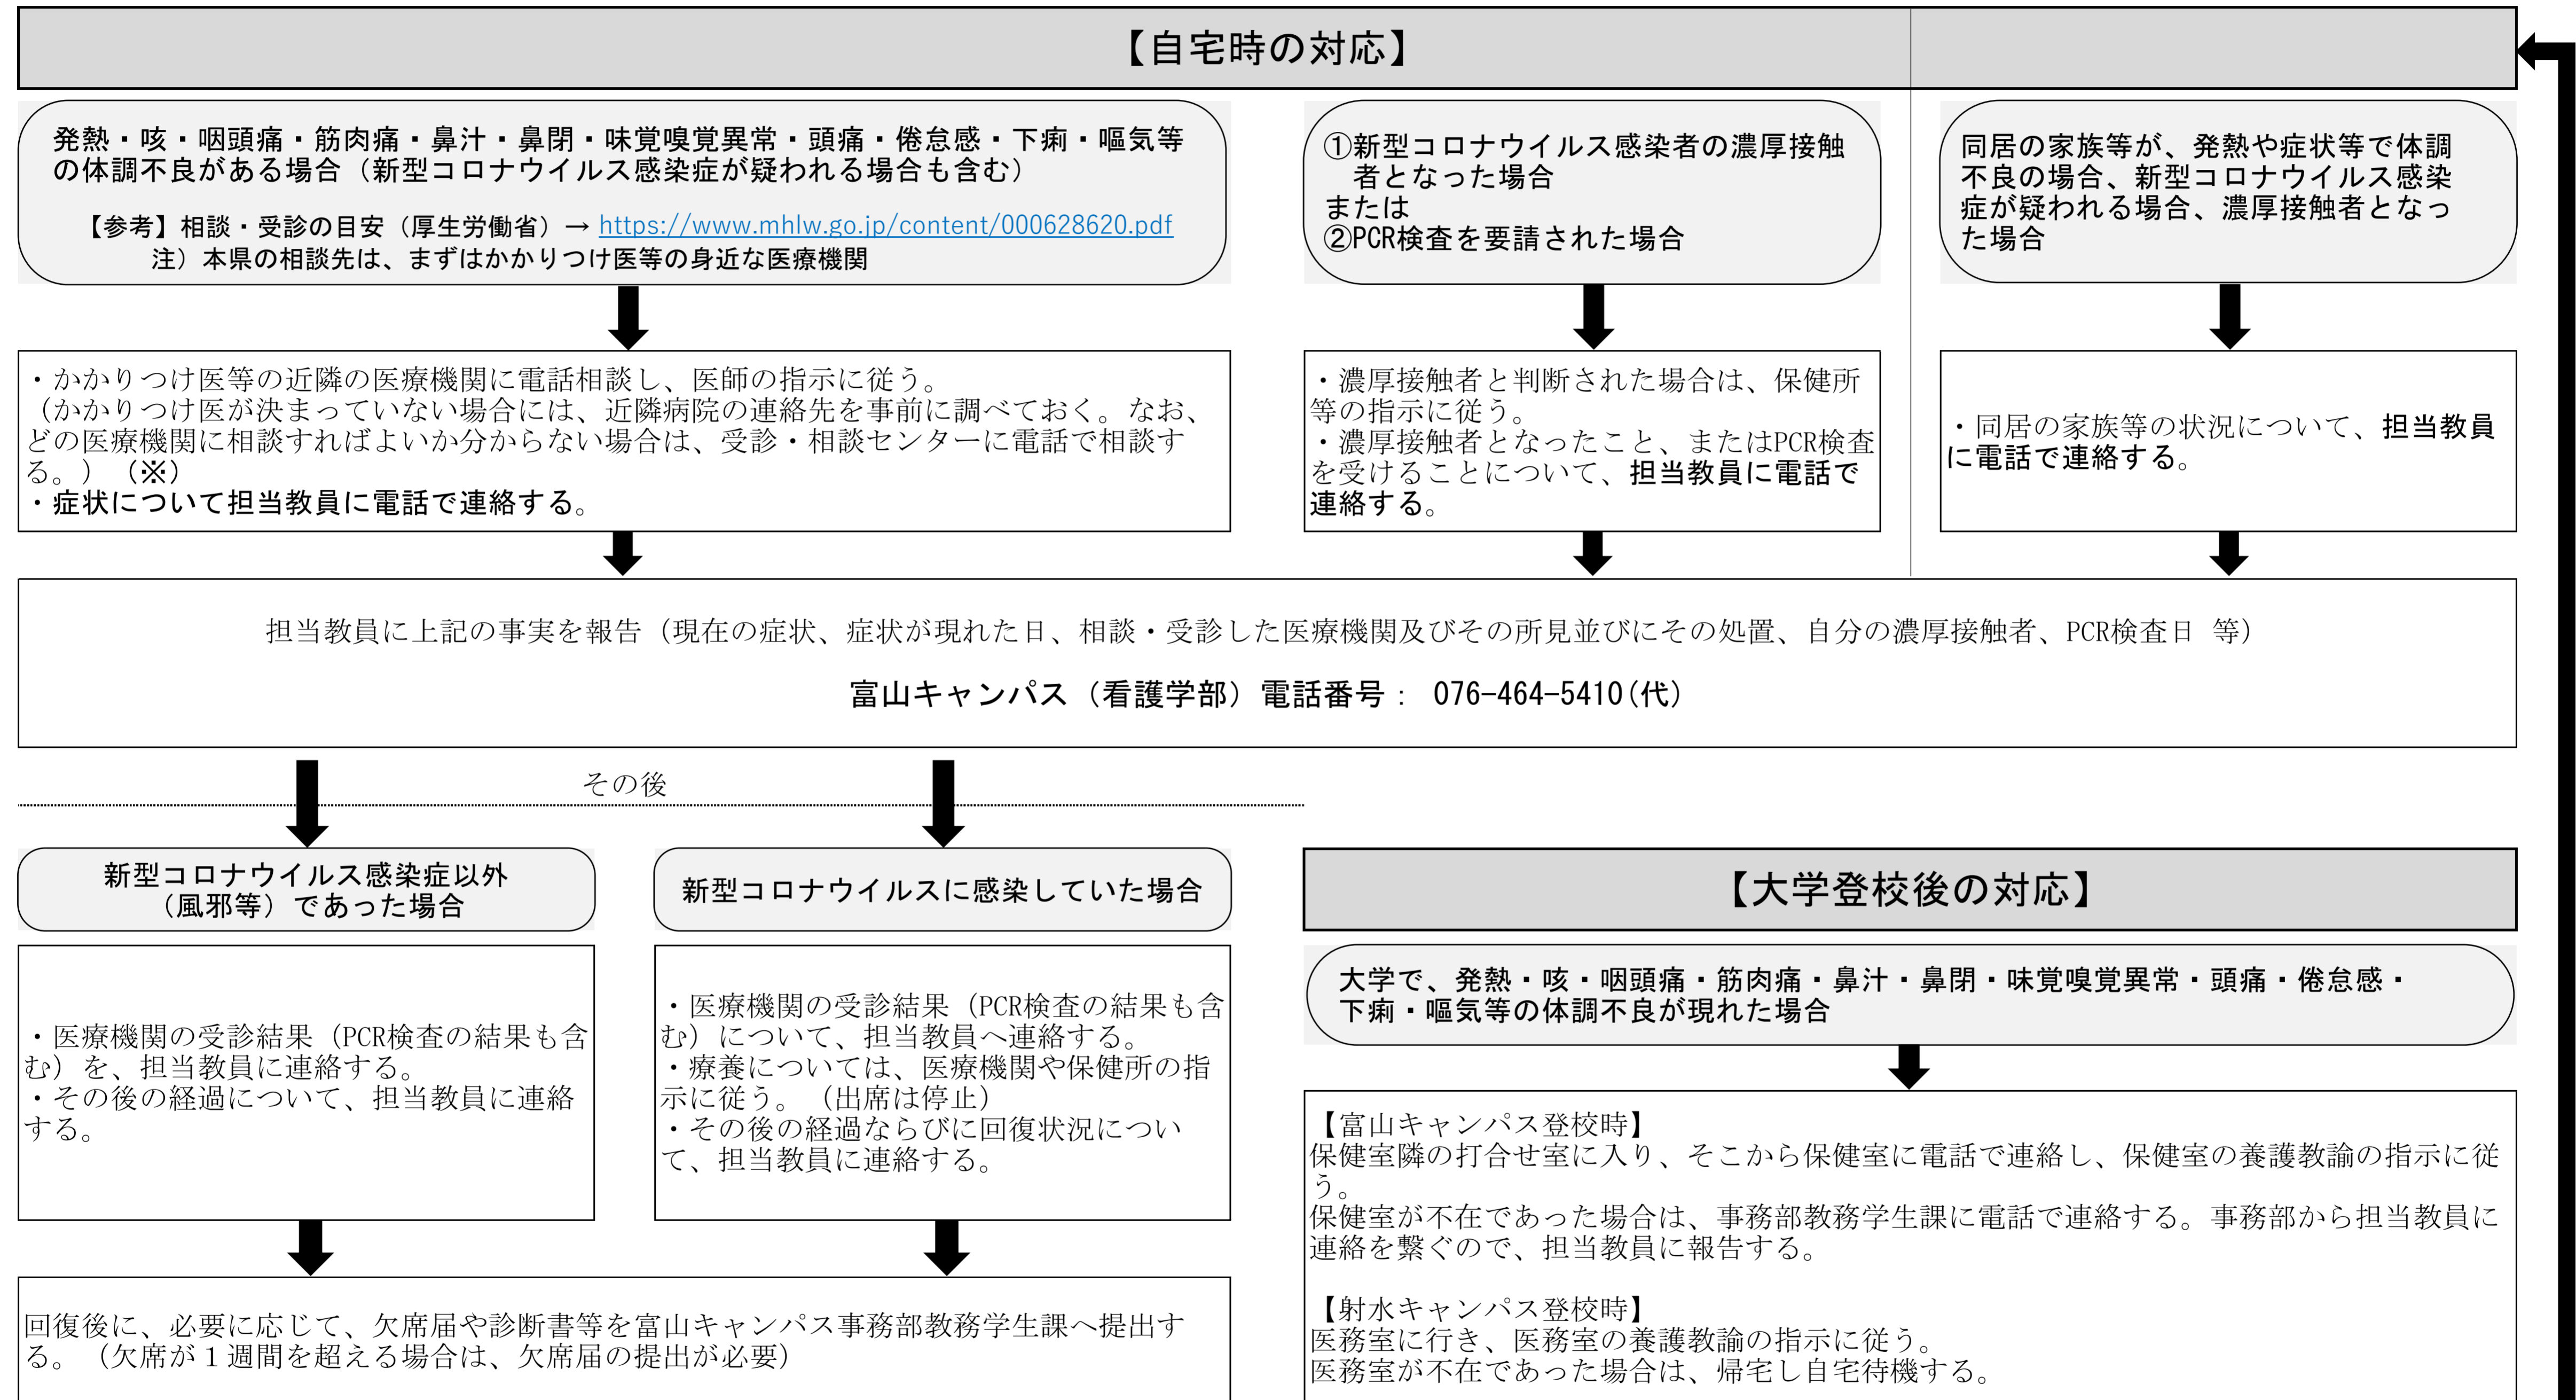 【自宅時の対応】
発熱・咳・咽頭痛・筋肉痛・鼻汁・鼻閉・味覚嗅覚異常・頭痛・倦怠感・下痢・嘔気等
の体調不良がある場合（新型コロナウイルス感染症が疑われる場合も含む）
【参考】相談・受診の目安（厚生労働省）→ https://www.mhlw.go.jp/content/000628620.pdf
注）本県の相談先は、まずはかかりつけ医等の身近な医療機関
①新型コロナウイルス感染者の濃厚接触
者となった場合
または
②PCR検査を要請された場合
同居の家族等が、発熱や症状等で体調
不良の場合、新型コロナウイルス感染
症が疑われる場合、濃厚接触者となっ
た場合
・かかりつけ医等の近隣の医療機関に電話相談し、医師の指示に従う。
（かかりつけ医が決まっていない場合には、近隣病院の連絡先を事前に調べておく。なお、
どの医療機関に相談すればよいか分からない場合は、受診・相談センターに電話で相談す
る。）（※）
・症状について担当教員に電話で連絡する。
・濃厚接触者と判断された場合は、保健所
等の指示に従う。
・濃厚接触者となったこと、またはPCR検査
を受けることについて、担当教員に電話で
連絡する。
・同居の家族等の状況について、担当教員
に電話で連絡する。
担当教員に上記の事実を報告（現在の症状、症状が現れた日、相談・受診した医療機関及びその所見並びにその処置、自分の濃厚接触者、PCR検査日 等）
富山キャンパス（看護学部）電話番号： 076-464-5410(代)
その後
新型コロナウイルス感染症以外
（風邪等）であった場合
新型コロナウイルスに感染していた場合
・医療機関の受診結果（PCR検査の結果も含
む）を、担当教員に連絡する。
・その後の経過について、担当教員に連絡
する。
・医療機関の受診結果（PCR検査の結果も含
む）について、担当教員へ連絡する。
・療養については、医療機関や保健所の指
示に従う。（出席は停止）
・その後の経過ならびに回復状況につい
て、担当教員に連絡する。
回復後に、必要に応じて、欠席届や診断書等を富山キャンパス事務部教務学生課へ提出す
る。（欠席が１週間を超える場合は、欠席届の提出が必要）
【大学登校後の対応】
大学で、発熱・咳・咽頭痛・筋肉痛・鼻汁・鼻閉・味覚嗅覚異常・頭痛・倦怠感・
下痢・嘔気等の体調不良が現れた場合
【富山キャンパス登校時】
保健室隣の打合せ室に入り、そこから保健室に電話で連絡し、保健室の養護教諭の指示に従
う。
保健室が不在であった場合は、事務部教務学生課に電話で連絡する。事務部から担当教員に
連絡を繋ぐので、担当教員に報告する。
【射水キャンパス登校時】
医務室に行き、医務室の養護教諭の指示に従う。
医務室が不在であった場合は、帰宅し自宅待機する。